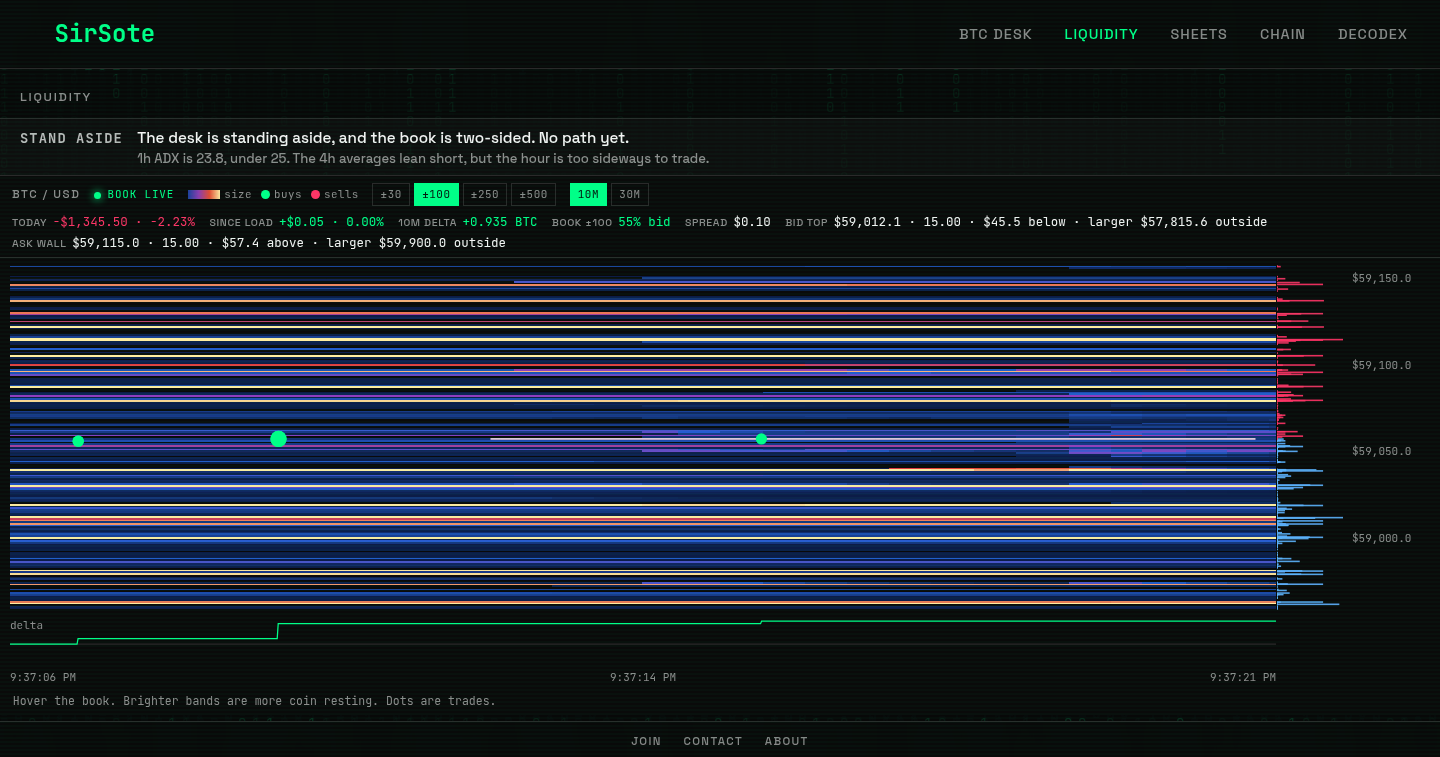 SirSote
BTC DESK LIQUIDITY SHEETS CHAIN DECODEX
LIQUIDITY
STAND ASIDE The desk is standing aside, and the book is two-sided. No path yet.
1h ADX is 23.8, under 25. The 4h averages lean short, but the hour is too sideways to trade.
BTC / USD BOOK LIVE size buys sells ±30 ±100 ±250 ±500 10M 30M
TODAY -$1,345.50 · -2.23% SINCE LOAD +$0.05 · 0.00% 10M DELTA +0.935 BTC BOOK ±100 55% bid SPREAD $0.10 BID TOP $59,012.1 · 15.00 · $45.5 below · larger $57,815.6 outside
ASK WALL $59,115.0 · 15.00 · $57.4 above · larger $59,900.0 outside
$59,150.0
$59,100.0
$59,050.0
$59,000.0
delta
9:37:06 PM 9:37:14 PM 9:37:21 PM
Hover the book. Brighter bands are more coin resting. Dots are trades.
JOIN CONTACT ABOUT